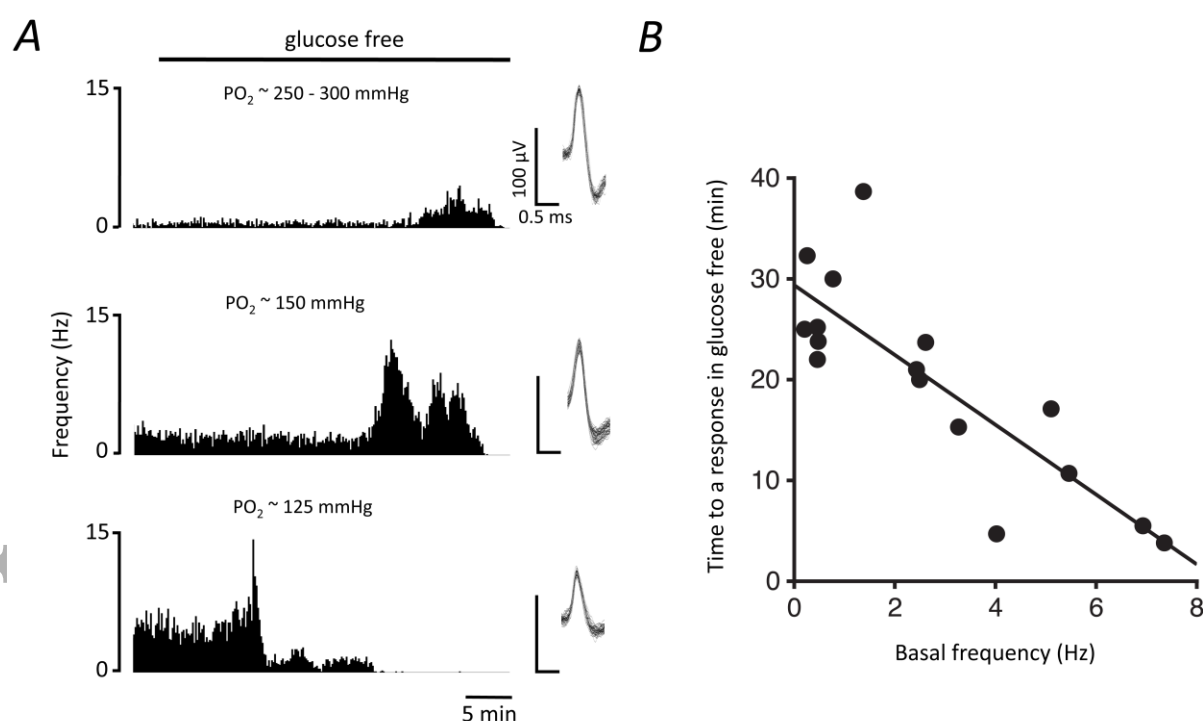 A
glucose free
15
PO2 ~ 250 - 300 mmHg
0
100 µV
0.5 ms
PO2 ~ 150 mmHg
15
0
Frequency (Hz)
PO2 ~ 125 mmHg
15
0
5 min
B
Time to a response in glucose free (min)
40
30
20
10
0
0 2 4 6 8
Basal frequency (Hz)